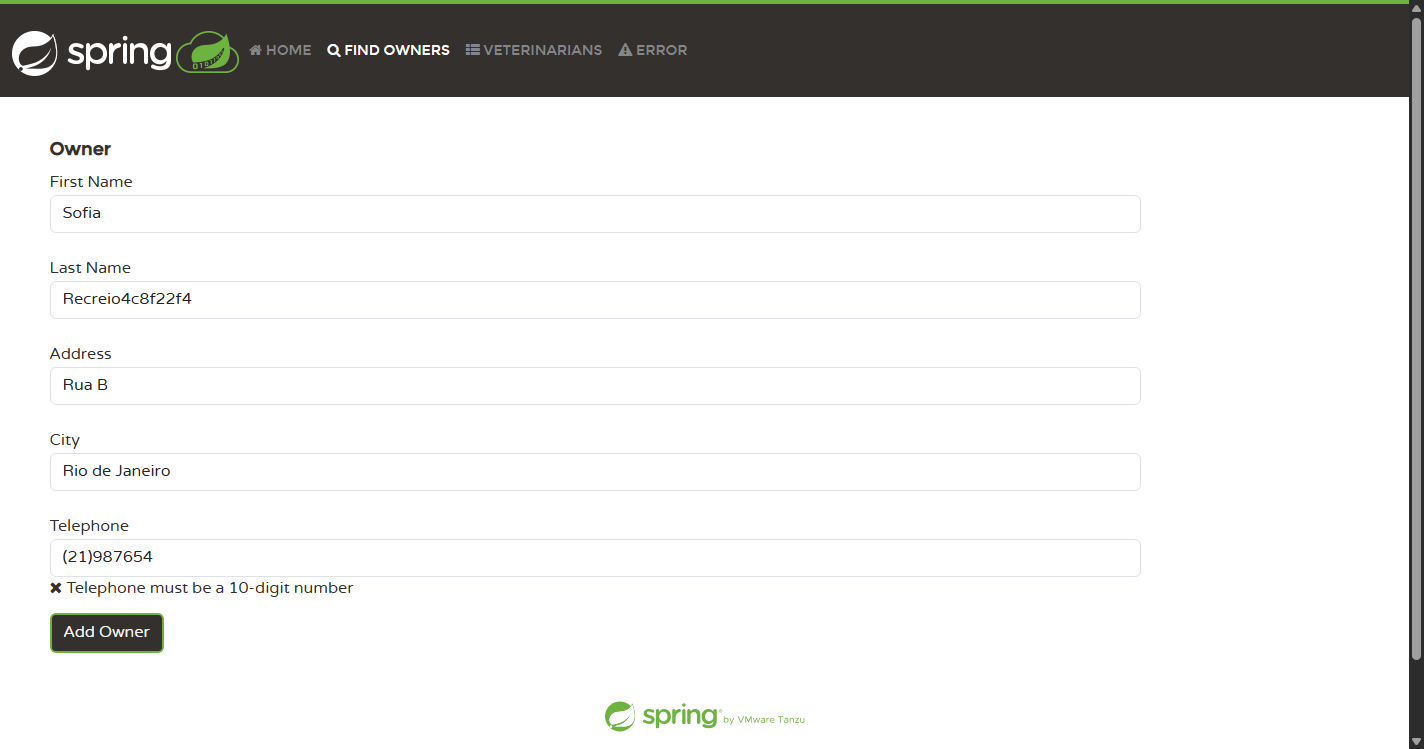 spring HOME FIND OWNERS VETERINARIANS ERROR
Owner
First Name
Sofia
Last Name
Recreio4c8f22f4
Address
Rua B
City
Rio de Janeiro
Telephone
(21)987654
Telephone must be a 10-digit number
Add Owner
spring by VMware Tanzu